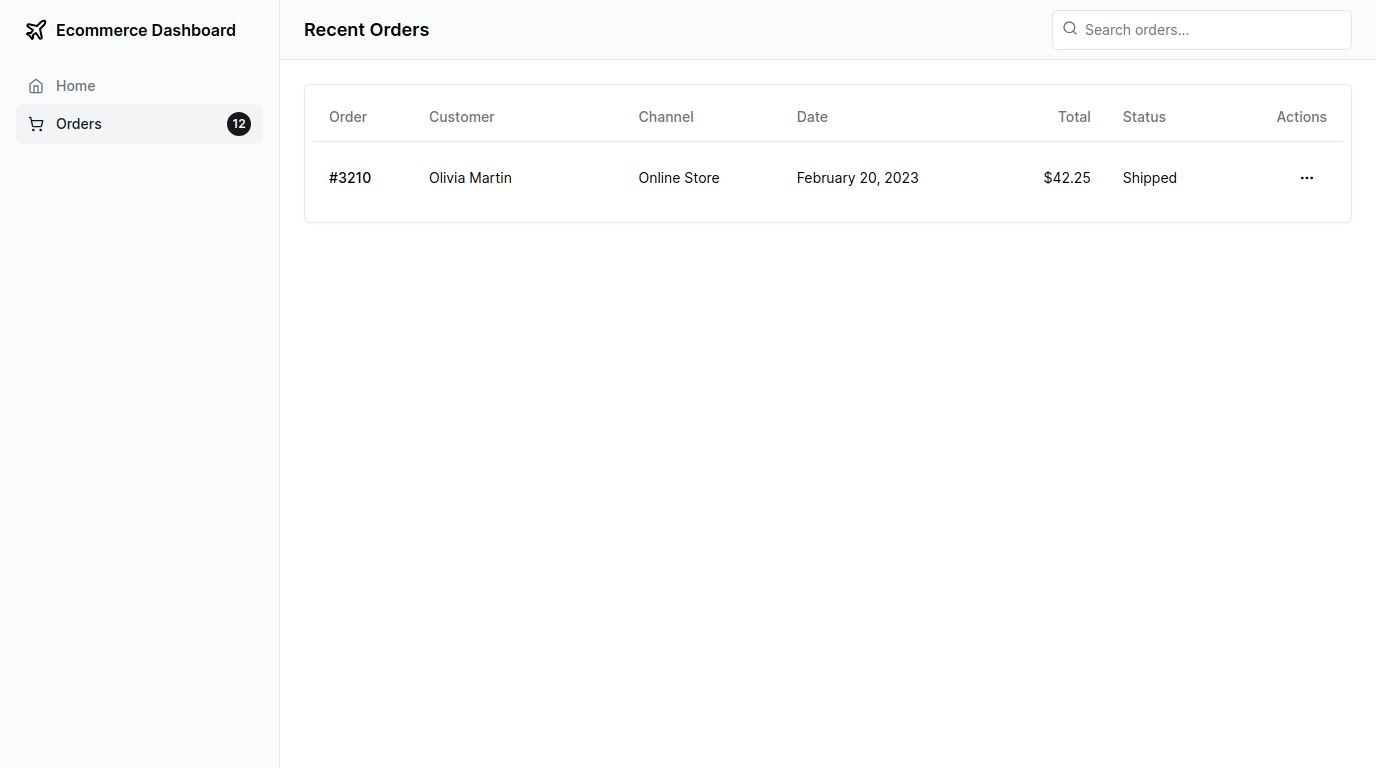 Ecommerce Dashboard
Home
Orders 12
Recent Orders
Search orders...
Order Customer Channel Date Total Status Actions
#3210 Olivia Martin Online Store February 20, 2023 $42.25 Shipped